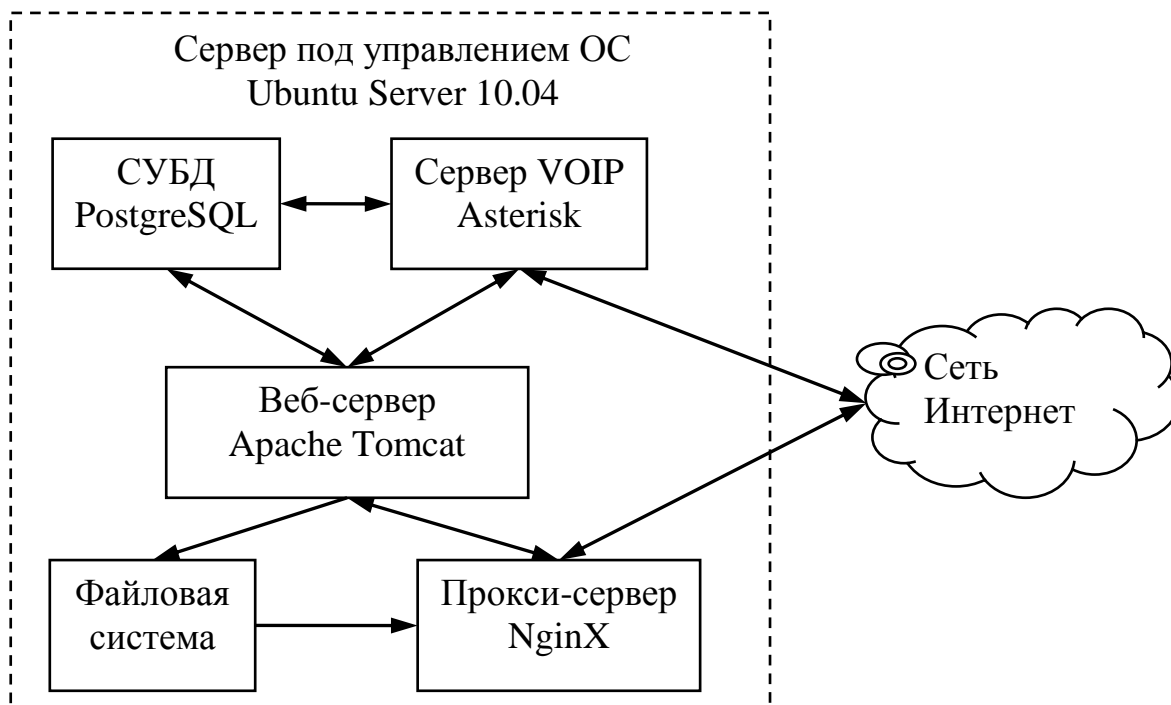 Сервер под управлением ОС
Ubuntu Server 10.04
СУБД
PostgreSQL
Сервер VOIP
Asterisk
Веб-сервер
Apache Tomcat
Сеть
Интернет
Файловая
система
Прокси-сервер
NginX